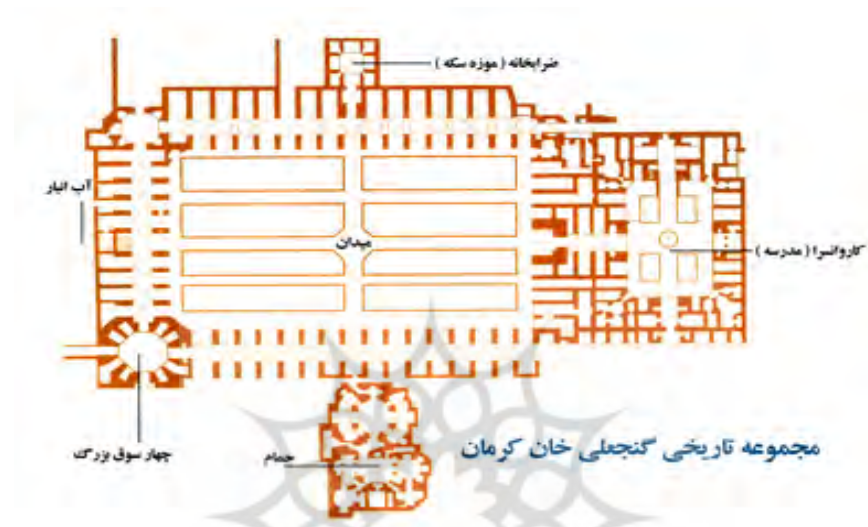 ضرابخانه ( موزه سکه )
آب انبار
میدان
کاروانسرا ( مدرسه )
چهار سوق بزرگ
حمام
مجموعه تاریخی گنجعلی خان کرمان